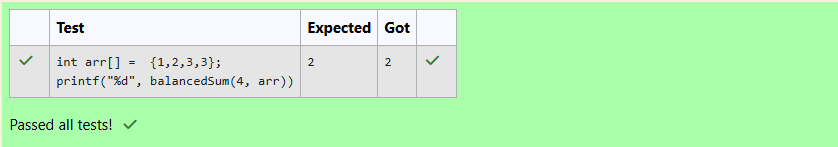 Test Expected Got
int arr[] =  {1,2,3,3}; 2 2
printf("%d", balancedSum(4, arr))
Passed all tests!